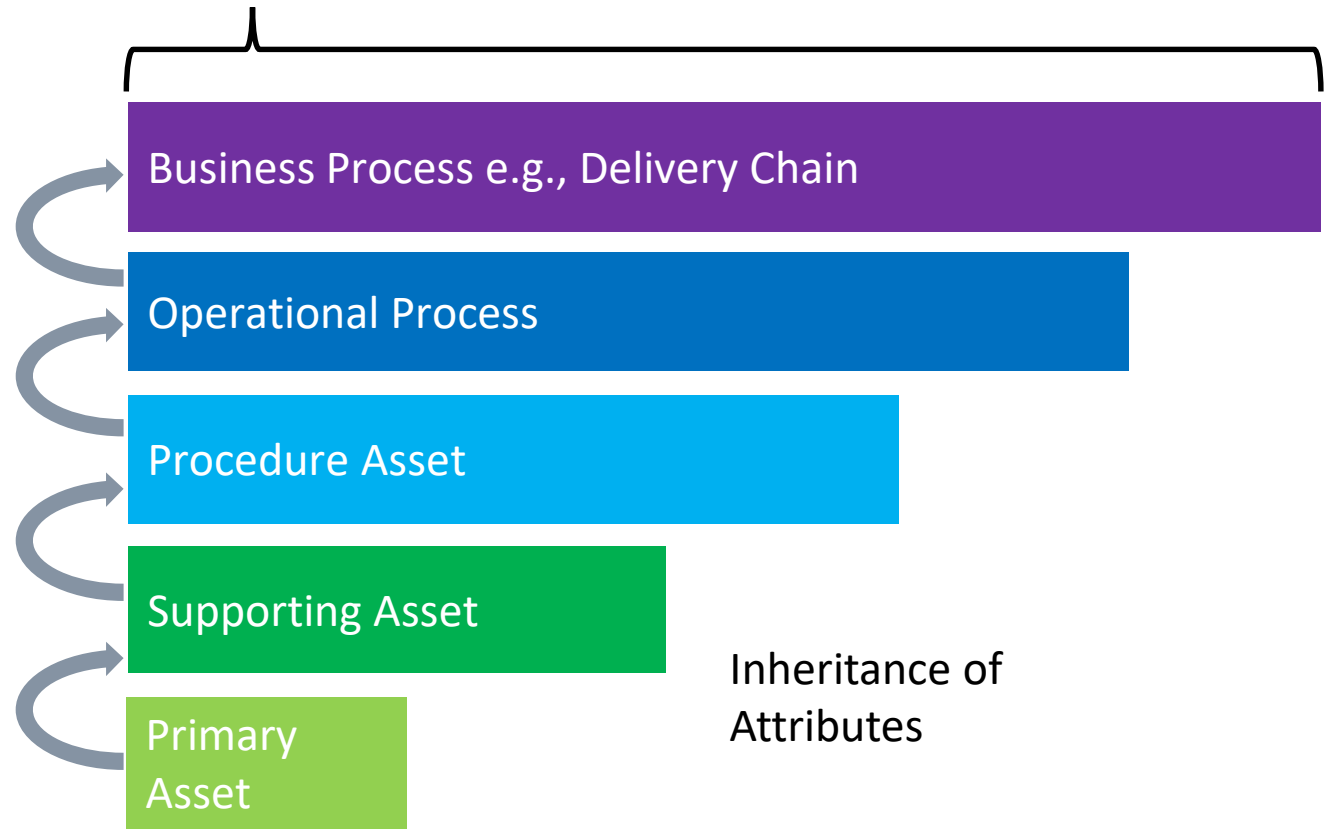 Business Process e.g., Delivery Chain
Operational Process
Procedure Asset
Supporting Asset
Inheritance of
Attributes
Primary
Asset